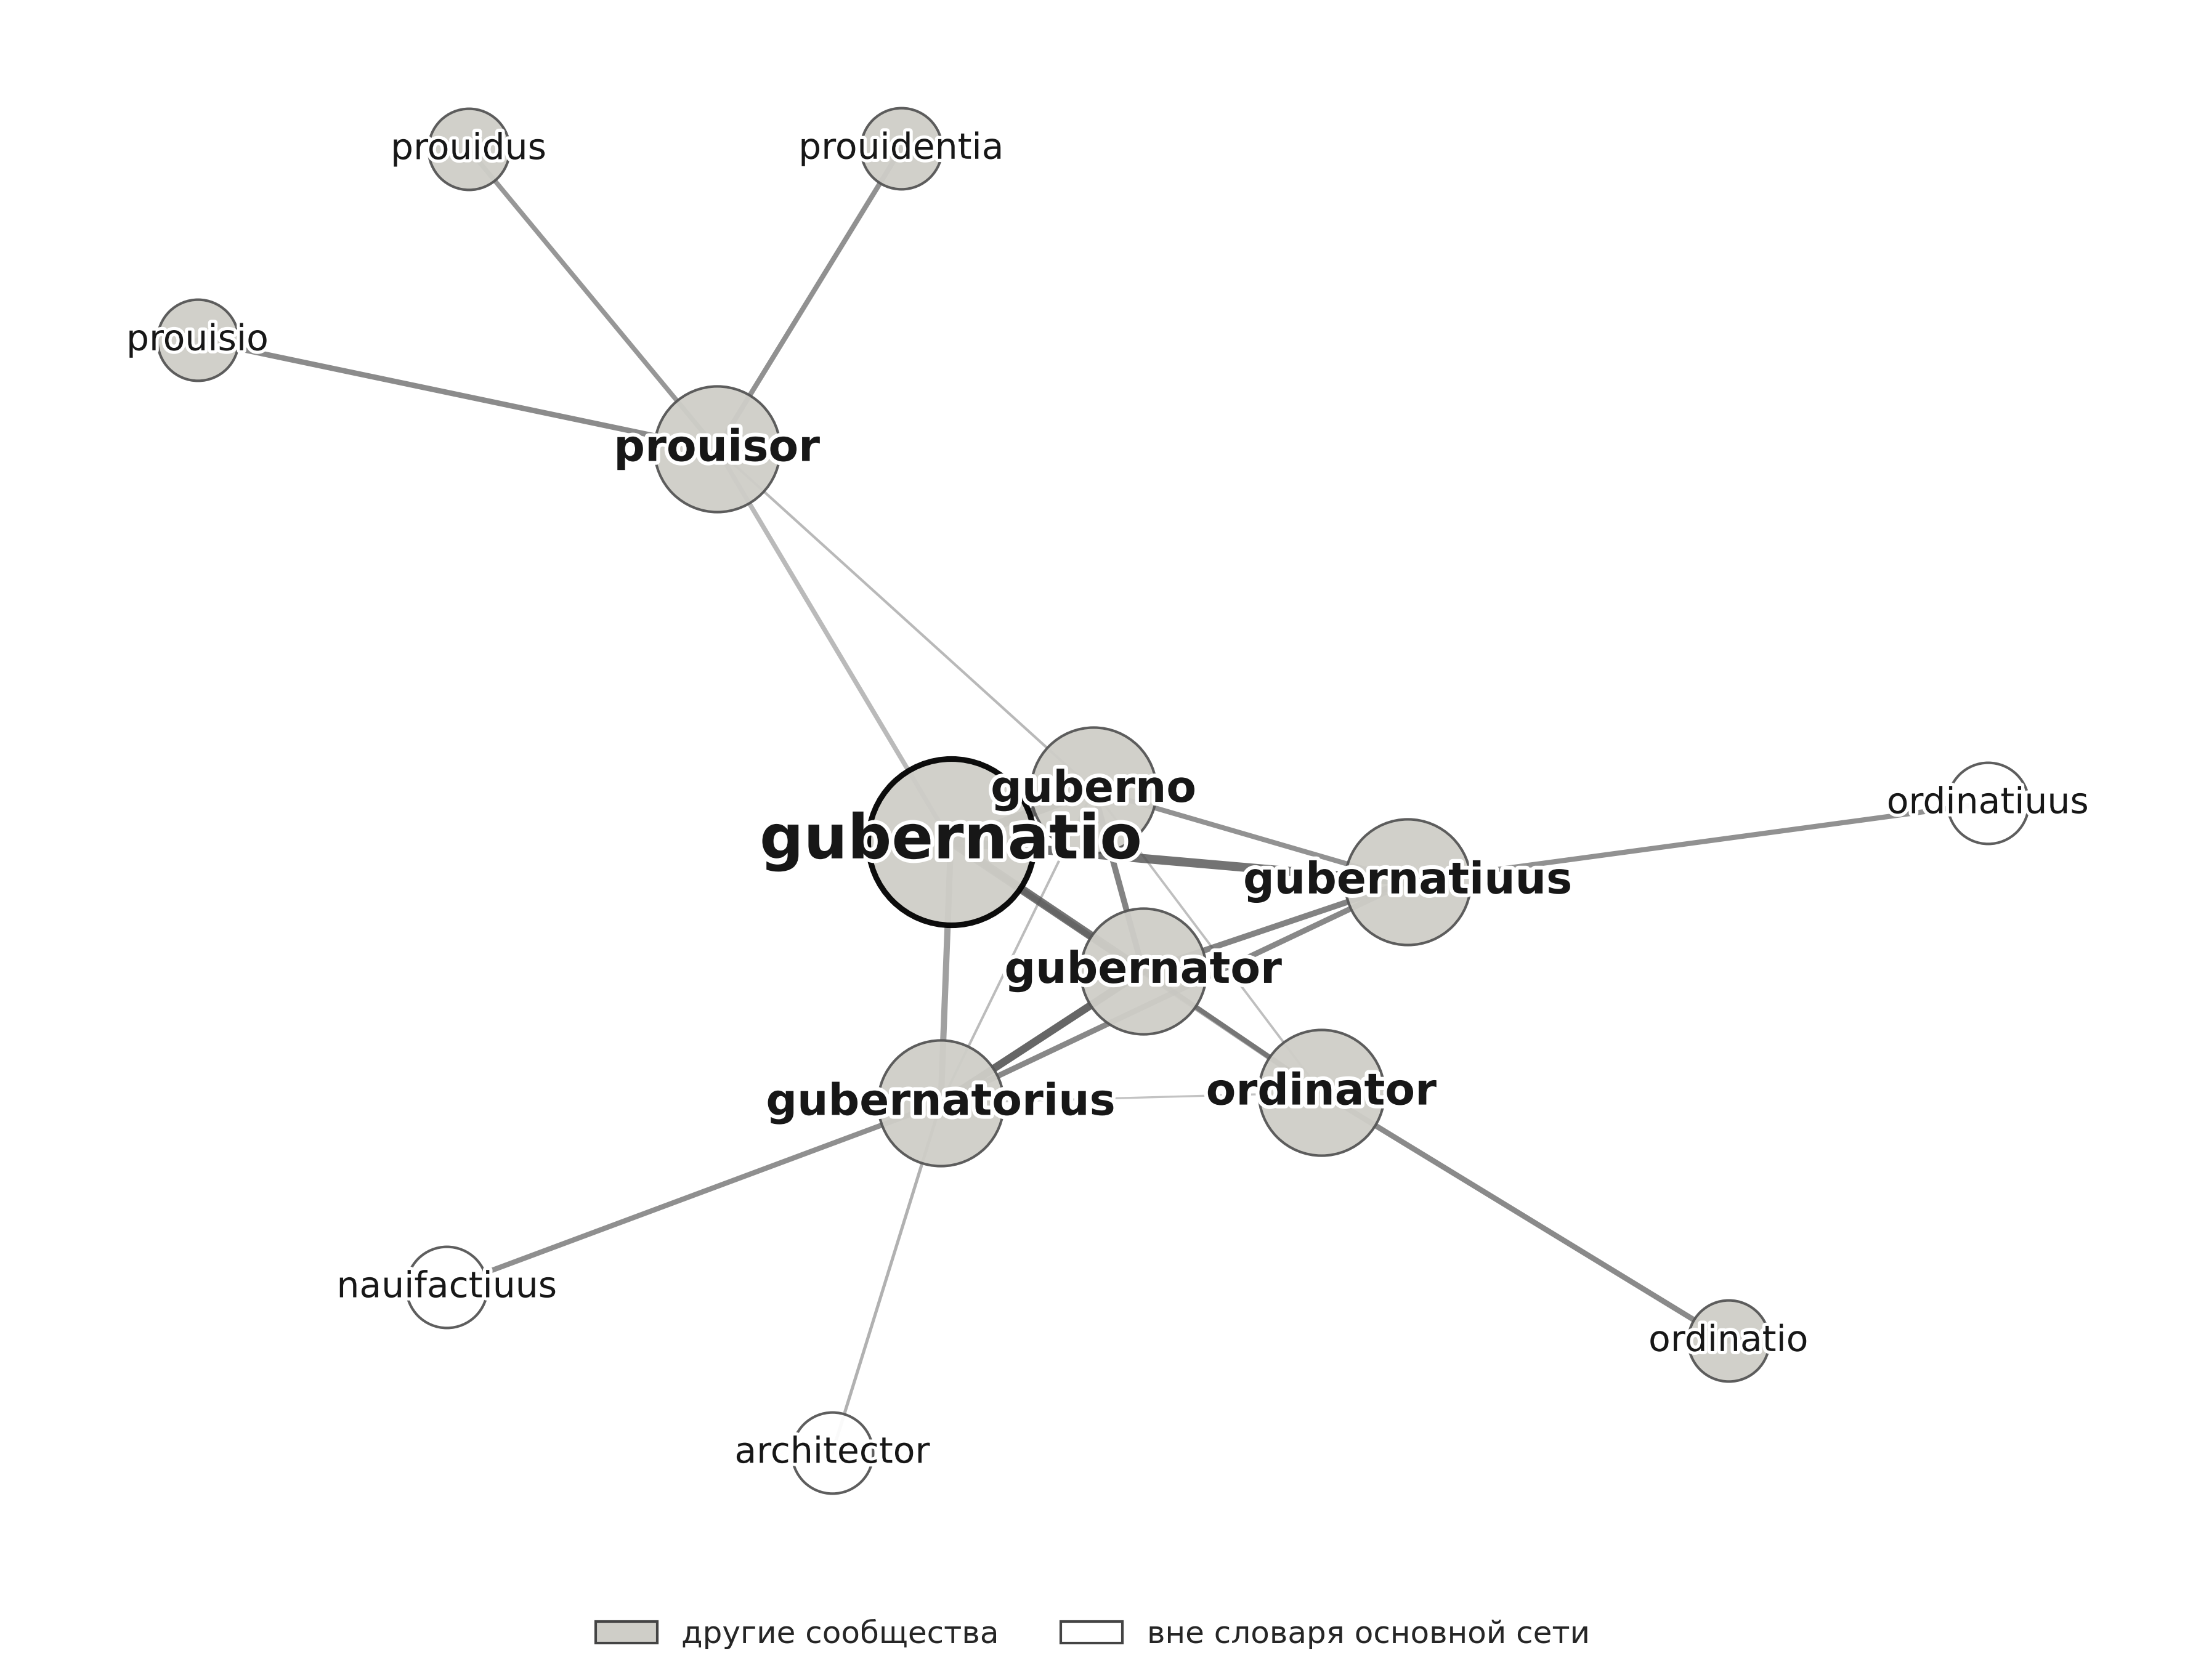 prouidus
prouidentia
prouisio
prouisor
guberno
ordinatiuus
gubernatio
gubernatiuus
gubernator
ordinator
gubernatorius
nauifactiuus
ordinatio
architector
другие сообщества
вне словаря основной сети